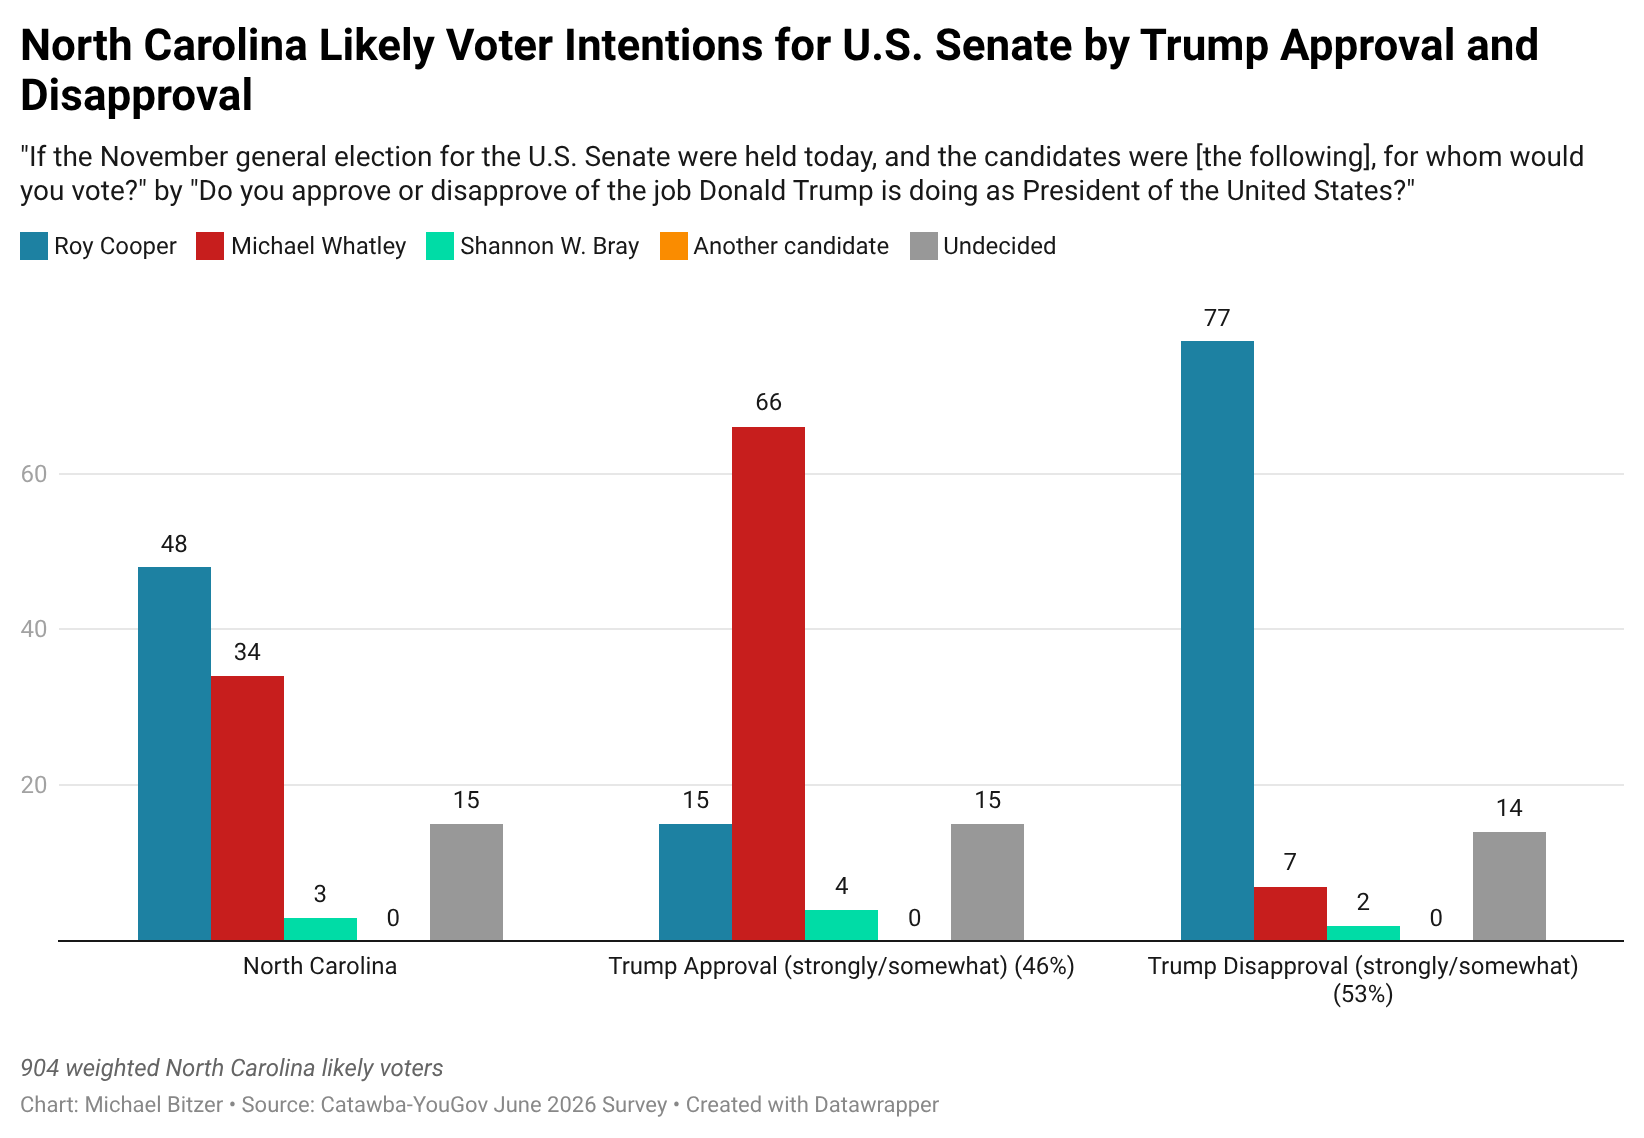 North Carolina Likely Voter Intentions for U.S. Senate by Trump Approval and
Disapproval
"If the November general election for the U.S. Senate were held today, and the candidates were [the following], for whom would
you vote?" by "Do you approve or disapprove of the job Donald Trump is doing as President of the United States?"
Roy Cooper Michael Whatley Shannon W. Bray Another candidate Undecided
77
66
60
48
40
34
20
15 15 15 14
7
3 4 2
0 0 0
North Carolina Trump Approval (strongly/somewhat) (46%) Trump Disapproval (strongly/somewhat)
(53%)
904 weighted North Carolina likely voters
Chart: Michael Bitzer • Source: Catawba-YouGov June 2026 Survey • Created with Datawrapper